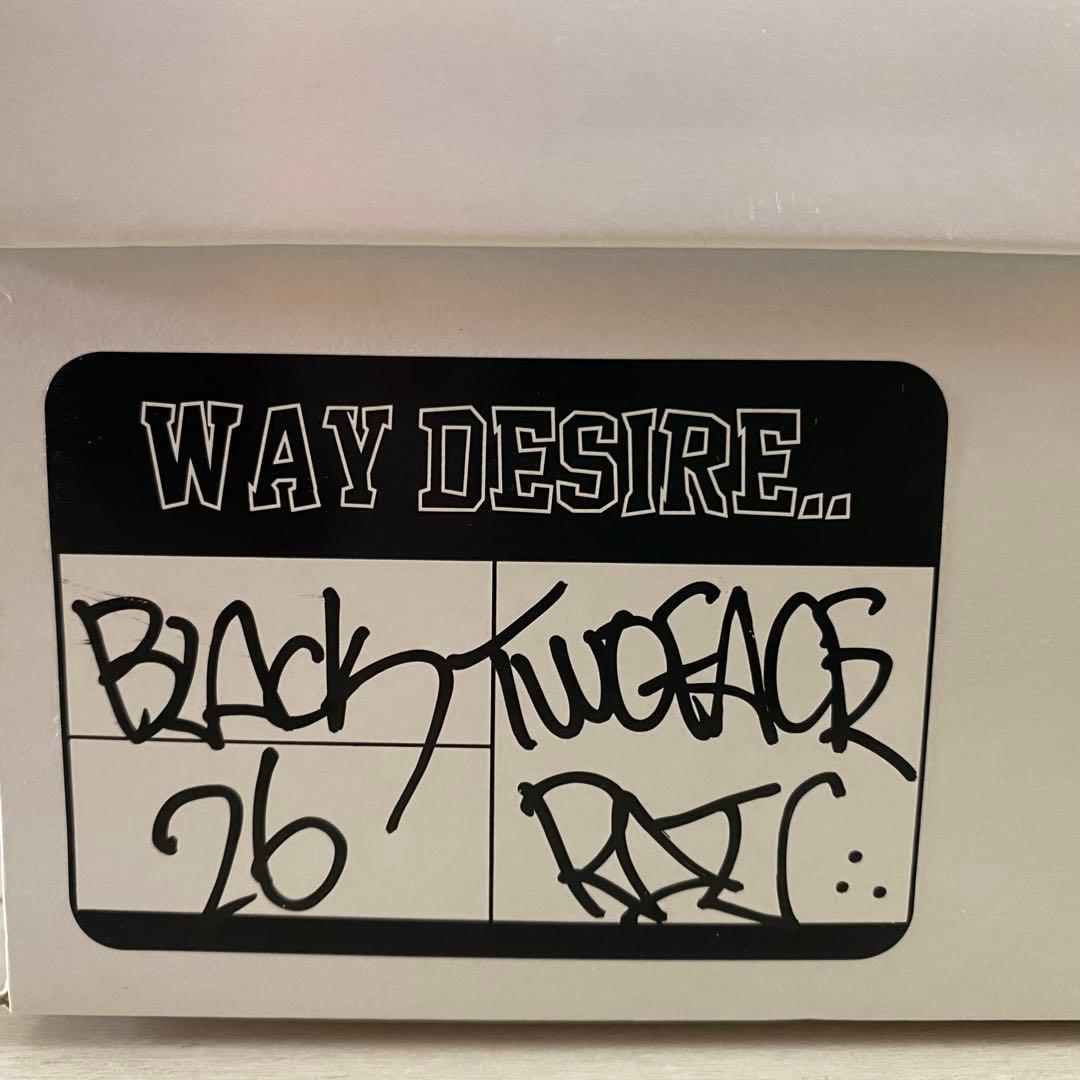 WAY DESIRE..
BLACK
TWOFACE
26